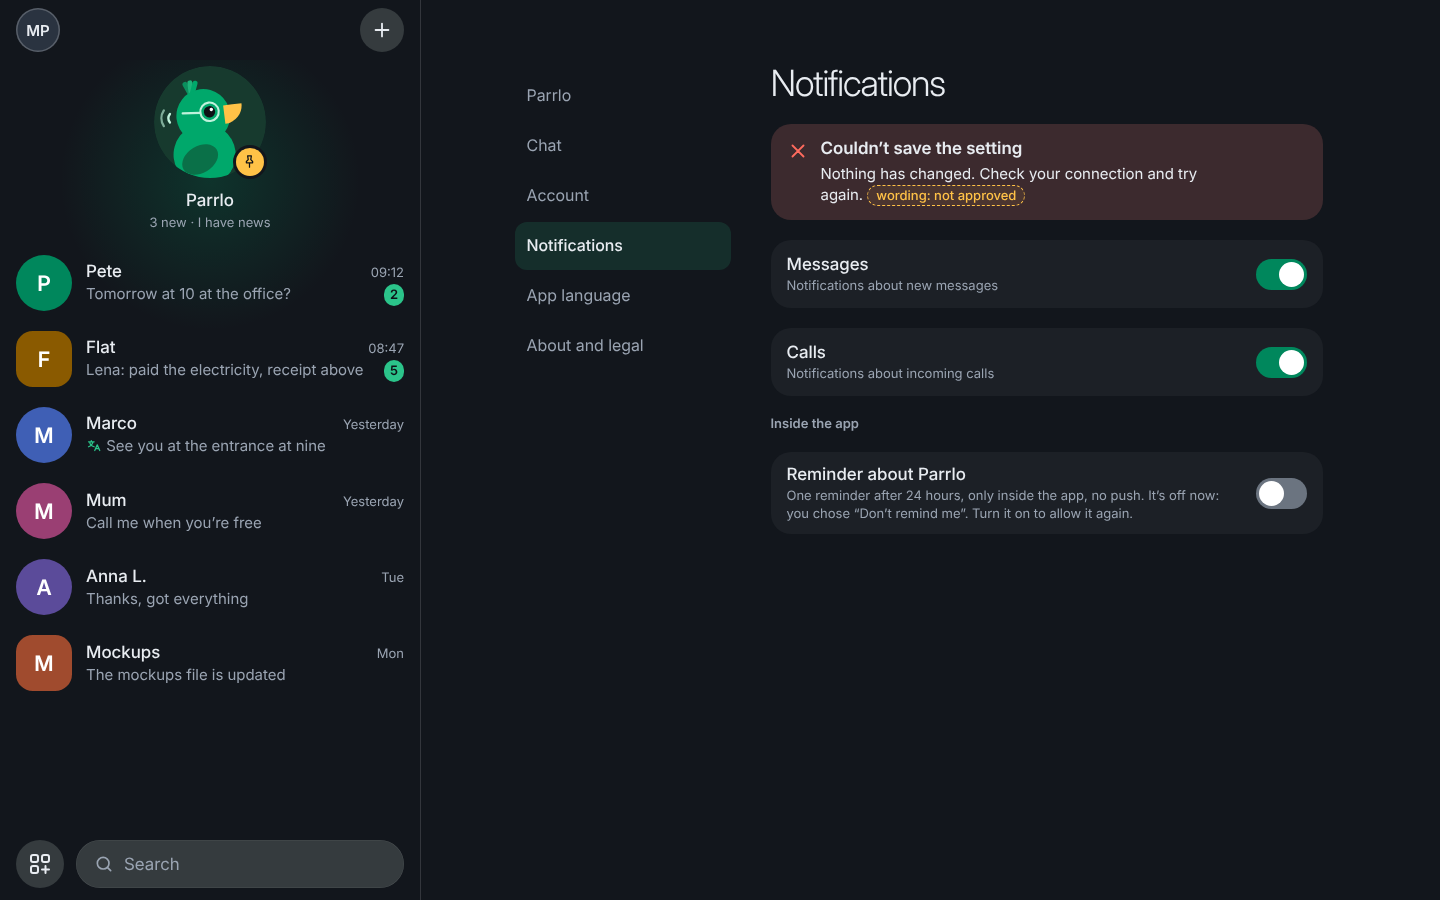 MP
Parrlo
3 new · I have news
Pete
09:12
Tomorrow at 10 at the office?
2
P
Flat
08:47
Lena: paid the electricity, receipt above
5
F
Marco
Yesterday
See you at the entrance at nine
M
Mum
Yesterday
Call me when you’re free
M
Anna L.
Tue
Thanks, got everything
A
Mockups
Mon
The mockups file is updated
M
Search
Parrlo
Chat
Account
Notifications
App language
About and legal
Notifications
Couldn’t save the setting
Nothing has changed. Check your connection and try
again. wording: not approved
Messages
Notifications about new messages
Calls
Notifications about incoming calls
Inside the app
Reminder about Parrlo
One reminder after 24 hours, only inside the app, no push. It’s off now:
you chose “Don’t remind me”. Turn it on to allow it again.